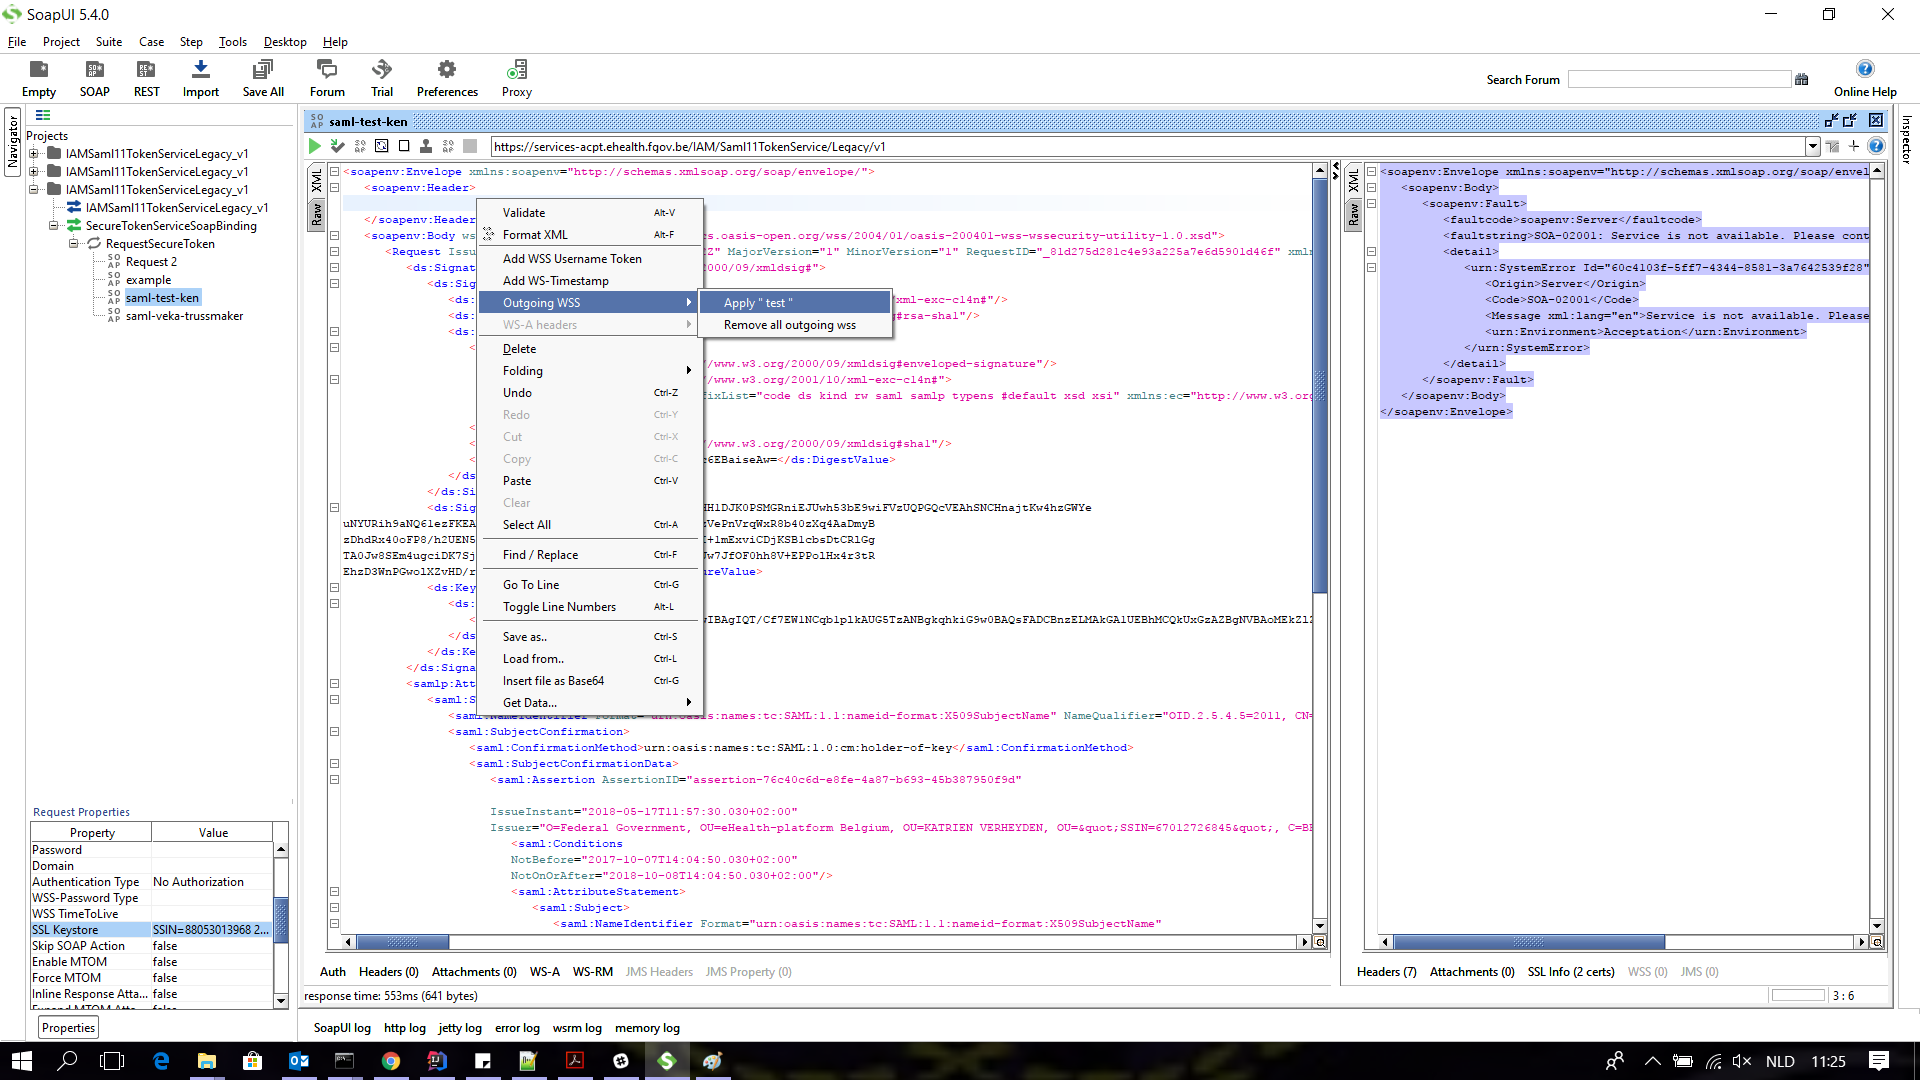 SoapUI 5.4.0
File Project Suite Case Step Tools Desktop Help
Empty SOAP REST Import Save All Forum Trial Preferences Proxy
Search Forum
Online Help
Navigator
Projects
IAMSaml11TokenServiceLegacy_v1
IAMSaml11TokenServiceLegacy_v1
IAMSaml11TokenServiceLegacy_v1
IAMSaml11TokenServiceLegacy_v1
SecureTokenServiceSoapBinding
RequestSecureToken
Request 2
example
saml-test-ken
saml-veka-trussmaker
Request Properties
Property Value
Password
Domain
Authentication Type No Authorization
WSS-Password Type
WSS TimeToLive
SSL Keystore SSIN=88053013968 2...
Skip SOAP Action false
Enable MTOM false
Force MTOM false
Inline Response Atta... false
Properties
saml-test-ken
https://services-acpt.ehealth.fgov.be/IAM/Saml11TokenService/Legacy/v1
XML
Raw
<soapenv:Envelope xmlns:soapenv="http://schemas.xmlsoap.org/soap/envelope/">
<soapenv:Header>
</soapenv:Header
<soapenv:Body ws cs.oasis-open.org/wss/2004/01/oasis-200401-wss-wssecurity-utility-1.0.xsd">
<Request Issu Z" MajorVersion="1" MinorVersion="1" RequestID="_81d275d281c4e93a225a7e6d5901d46f" xmln
<ds:Signat 2000/09/xmldsig#">
<ds:Sig
<ds: xml-exc-c14n#"/>
<ds: g#rsa-sha1"/>
<ds:
/www.w3.org/2000/09/xmldsig#enveloped-signature"/>
/www.w3.org/2001/10/xml-exc-c14n#">
fixList="code ds kind rw saml samlp typens #default xsd xsi" xmlns:ec="http://www.w3.org
/www.w3.org/2000/09/xmldsig#sha1"/>
c6EBaiseAw=</ds:DigestValue>
</ds
</ds:Si
<ds:Sig HH1DJK0PSMGRniEJUwh53bE9wiFVzUQPGQcVEAhSNCHnajtKw4hzGWYe
uNYURih9aNQ61ezFKEA zVePnVrqWxR8b40zXq4AaDmyB
zDhdRx40oFP8/h2UEN5 I+lmExviCDjKSB1cbsDtCRlGg
TA0Jw8SEm4ugciDK7Sj Uw7JfOF0hh8V+EPPolHx4r3tR
EhzD3WnPGwolXZvHD/r reValue>
<ds:Key
<ds:
wIBAgIQT/Cf7EW1NCqb1plkAUG5TzANBgkqhkiG9w0BAQsFADCBnzELMAkGA1UEBhMCQkUxGzAZBgNVBAoMEkZl2
</ds
</ds:Ke
</ds:Signa
<samlp:Att
<saml:S
<saml:NameIdentifier Format="urn:oasis:names:tc:SAML:1.1:nameid-format:X509SubjectName" NameQualifier="OID.2.5.4.5=2011, CN=
<saml:SubjectConfirmation>
<saml:ConfirmationMethod>urn:oasis:names:tc:SAML:1.0:cm:holder-of-key</saml:ConfirmationMethod>
<saml:SubjectConfirmationData>
<saml:Assertion AssertionID="assertion-76c40c6d-e8fe-4a87-b693-45b387950f9d"
IssueInstant="2018-05-17T11:57:30.030+02:00"
Issuer="O=Federal Government, OU=eHealth-platform Belgium, OU=KATRIEN VERHEYDEN, OU=&quot;SSIN=67012726845&quot;, C=BE
<saml:Conditions
NotBefore="2017-10-07T14:04:50.030+02:00"
NotOnOrAfter="2018-10-08T14:04:50.030+02:00"/>
<saml:AttributeStatement>
<saml:Subject>
<saml:NameIdentifier Format="urn:oasis:names:tc:SAML:1.1:nameid-format:X509SubjectName"
Validate Alt-V
Format XML Alt-F
Add WSS Username Token
Add WS-Timestamp
Outgoing WSS
WS-A headers
Delete
Folding
Undo Ctrl-Z
Redo Ctrl-Y
Cut Ctrl-X
Copy Ctrl-C
Paste Ctrl-V
Clear
Select All Ctrl-A
Find / Replace Ctrl-F
Go To Line Ctrl-G
Toggle Line Numbers Alt-L
Save as.. Ctrl-S
Load from.. Ctrl-L
Insert file as Base64 Ctrl-G
Get Data...
Apply " test "
Remove all outgoing wss
Auth Headers (0) Attachments (0) WS-A WS-RM JMS Headers JMS Property (0)
response time: 553ms (641 bytes)
XML
Raw
<soapenv:Envelope xmlns:soapenv="http://schemas.xmlsoap.org/soap/envel
<soapenv:Body>
<soapenv:Fault>
<faultcode>soapenv:Server</faultcode>
<faultstring>SOA-02001: Service is not available. Please cont
<detail>
<urn:SystemError Id="60c4103f-5ff7-4344-8581-3a7642539f28"
<Origin>Server</Origin>
<Code>SOA-02001</Code>
<Message xml:lang="en">Service is not available. Please
<urn:Environment>Acceptation</urn:Environment>
</urn:SystemError>
</detail>
</soapenv:Fault>
</soapenv:Body>
</soapenv:Envelope>
Headers (7) Attachments (0) SSL Info (2 certs) WSS (0) JMS (0)
3 : 6
Inspector
SoapUI log http log jetty log error log wsrm log memory log
NLD 11:25